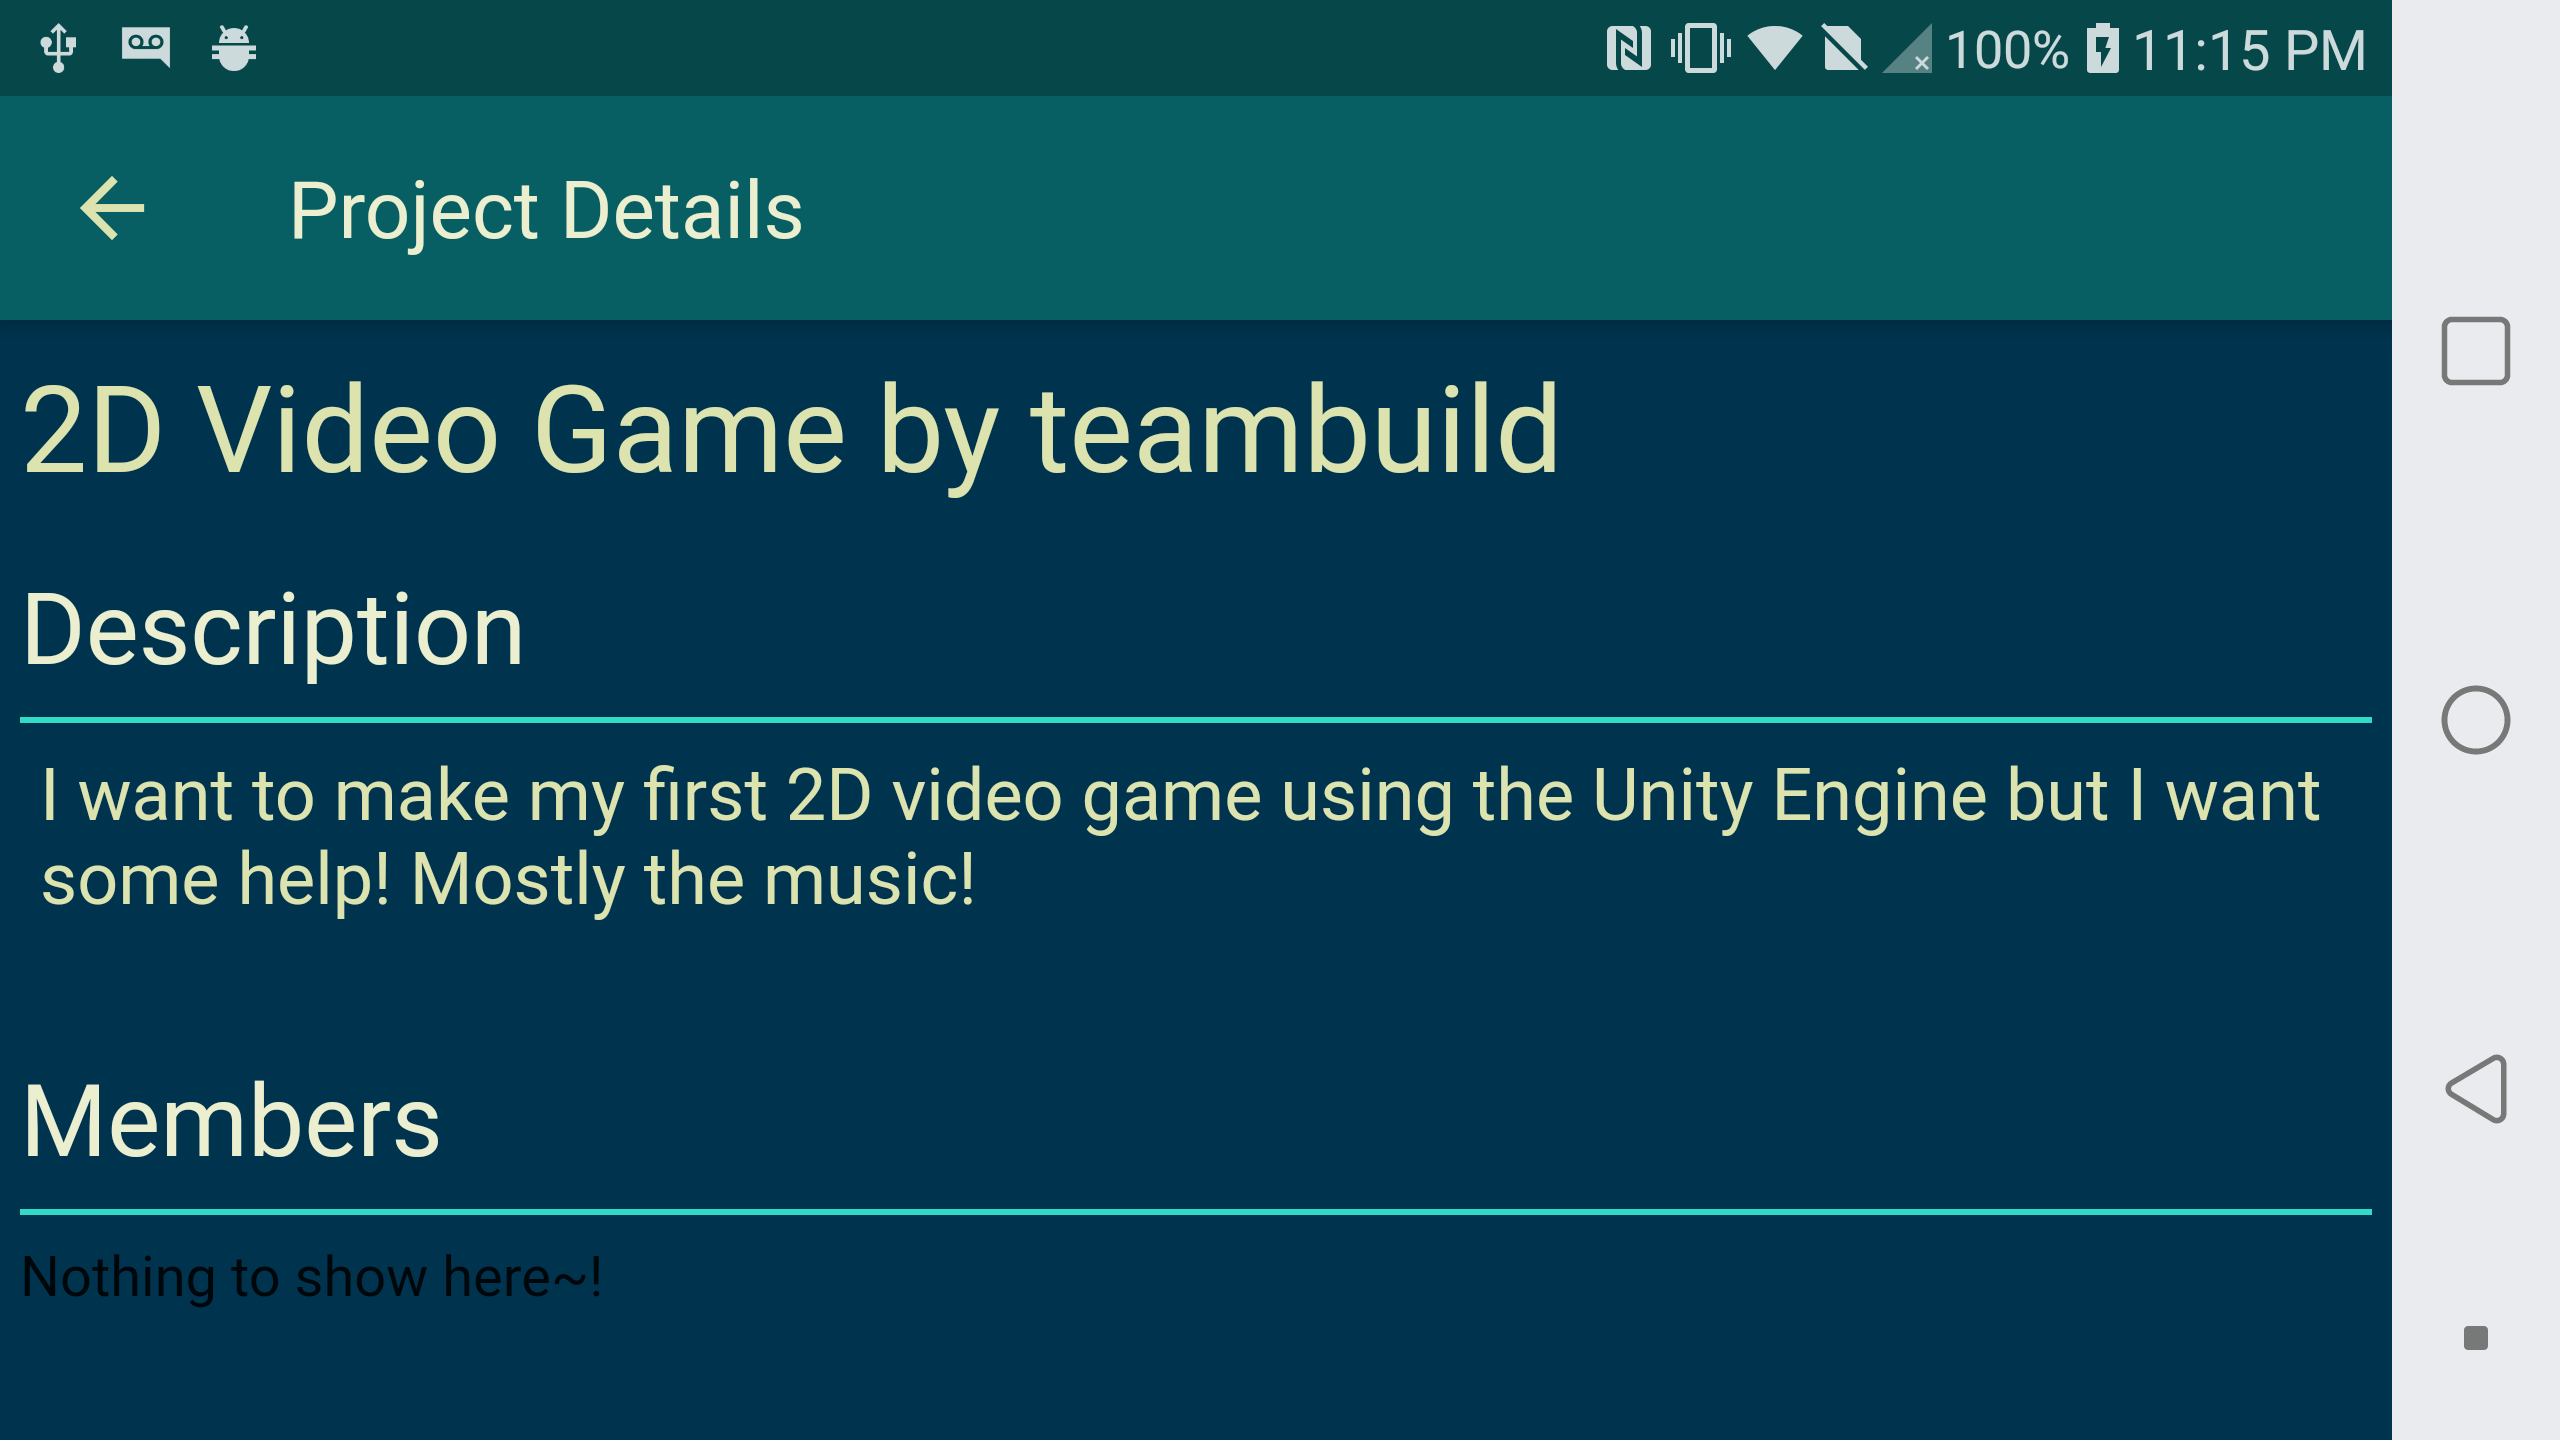 100% 11:15 PM
Project Details
2D Video Game by teambuild
Description
I want to make my first 2D video game using the Unity Engine but I want
some help! Mostly the music!
Members
Nothing to show here~!